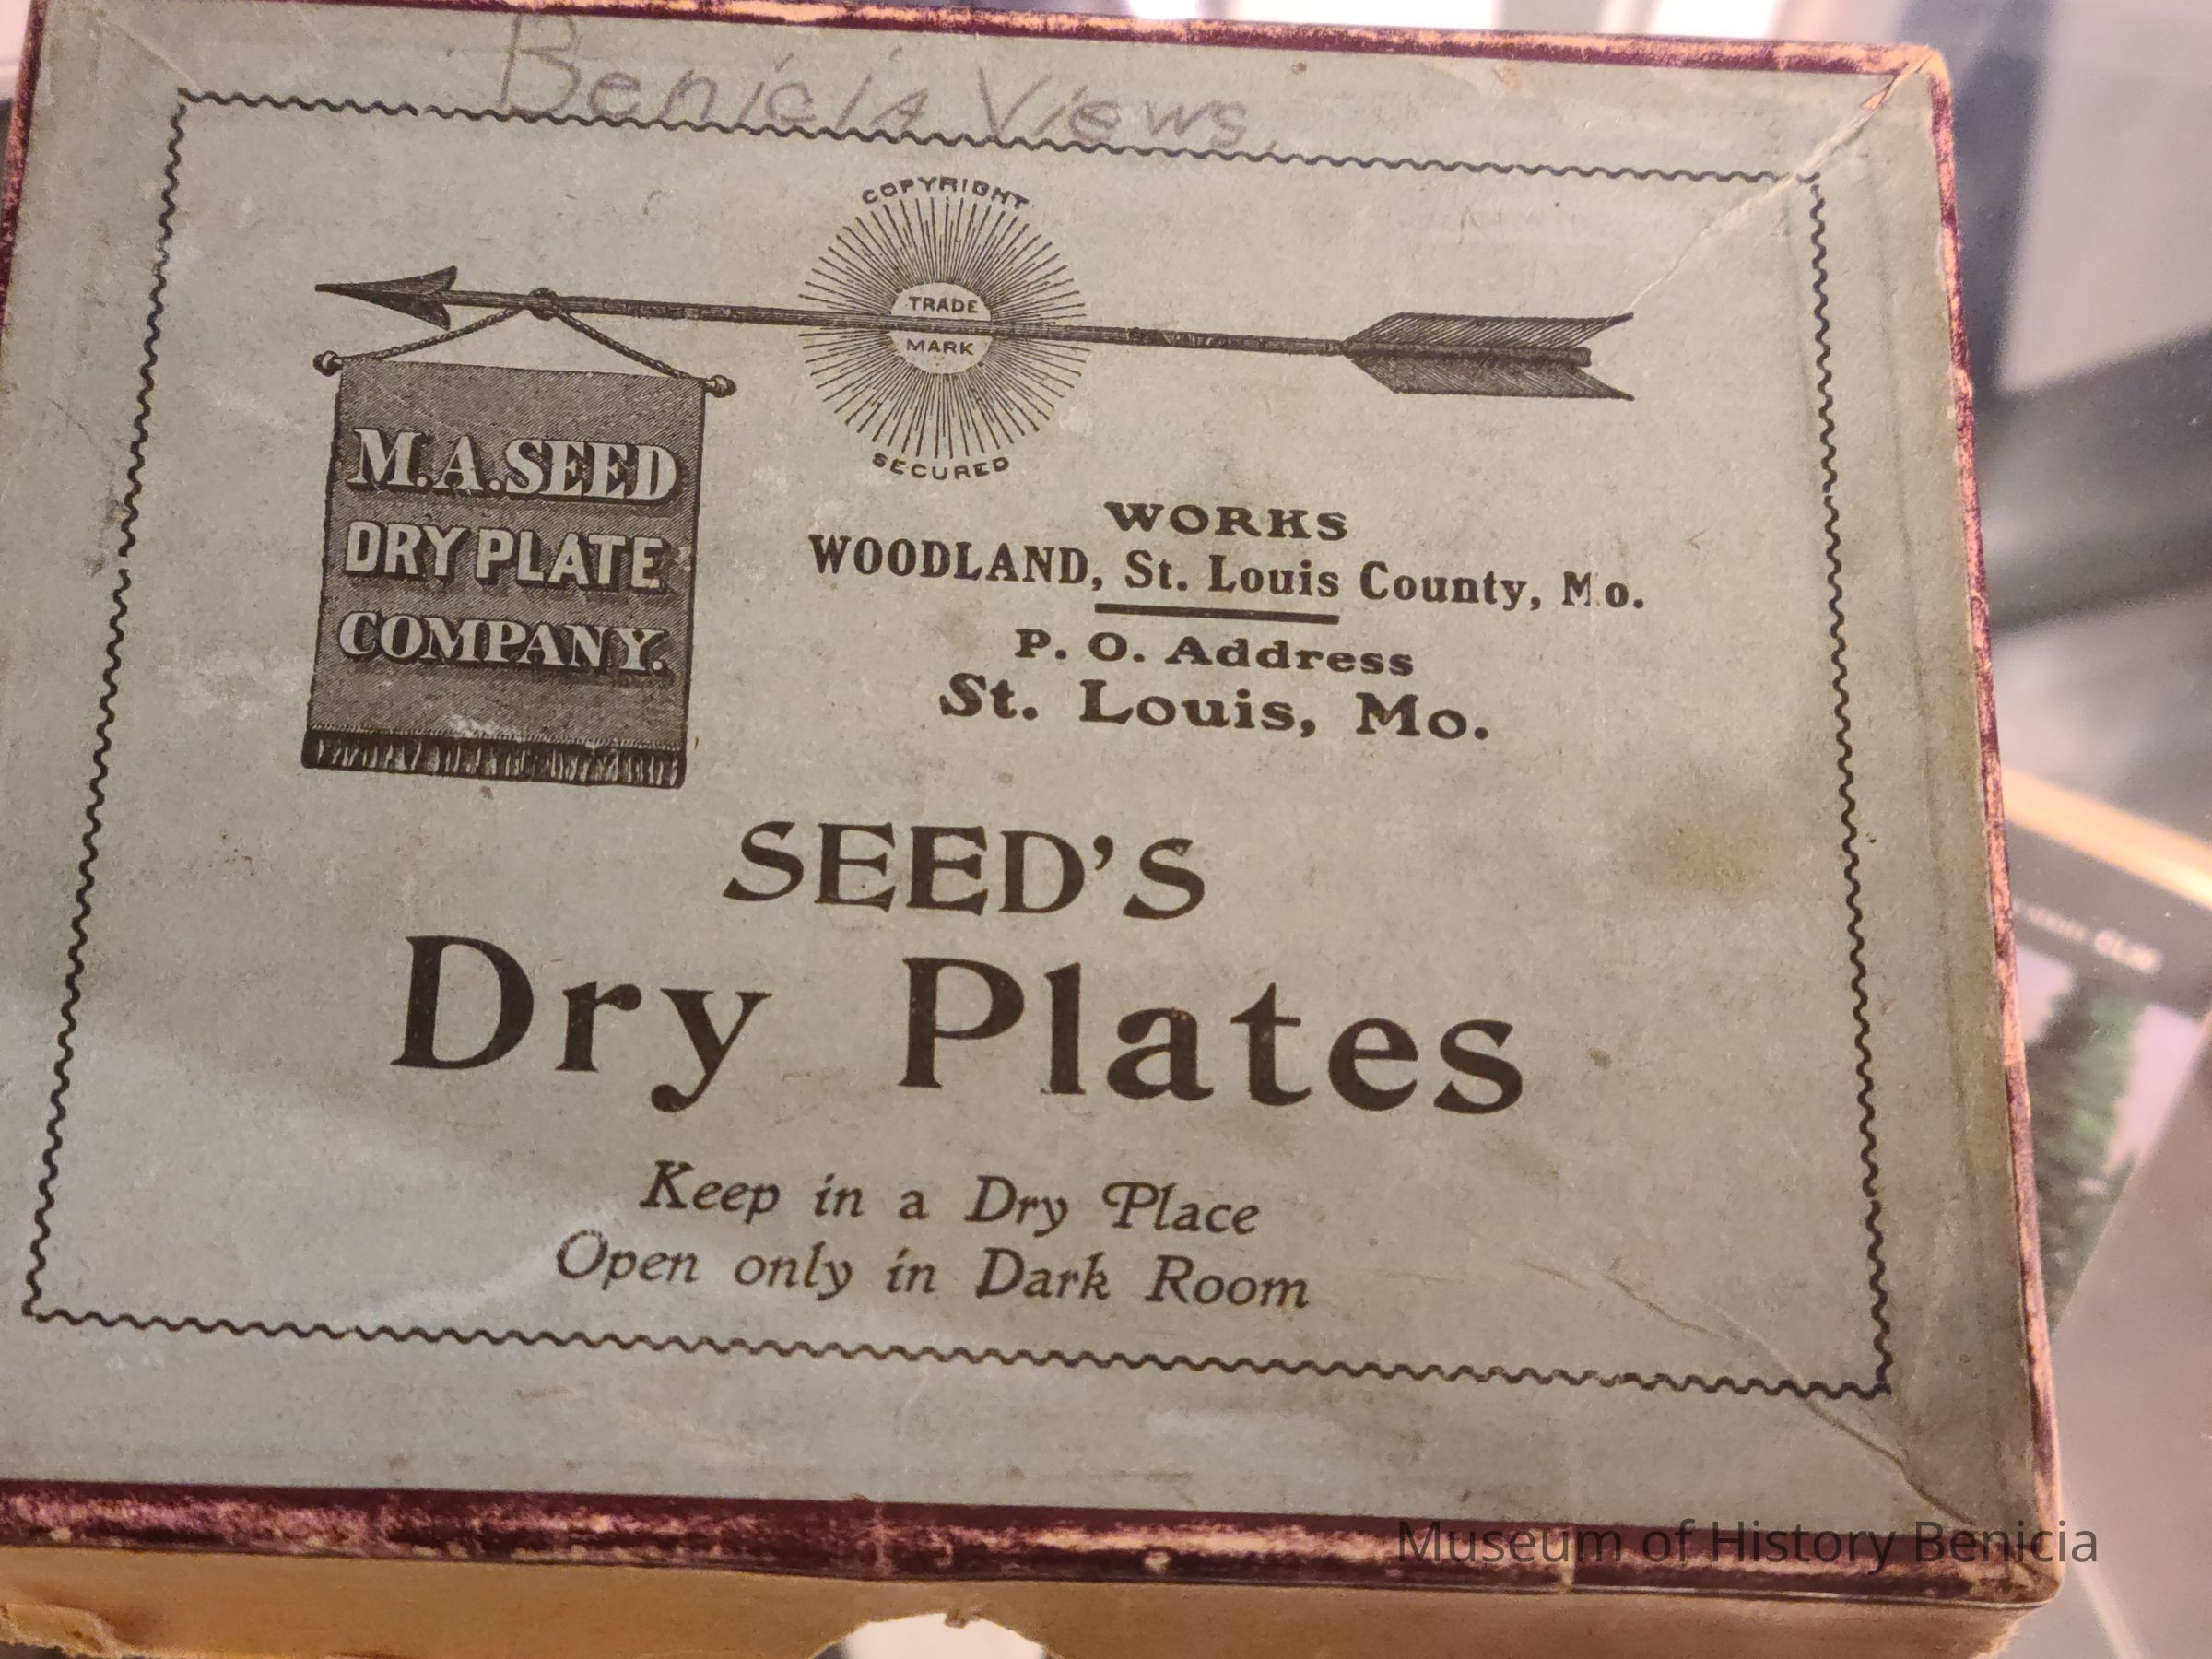 Benicia Views
COPYRIGHT
TRADE
MARK
SECURED
M.A.SEED
DRY PLATE
COMPANY.
WORKS
WOODLAND, St. Louis County, Mo.
P. O. Address
St. Louis, Mo.
SEED'S
Dry Plates
Keep in a Dry Place
Open only in Dark Room
Museum of History Benicia